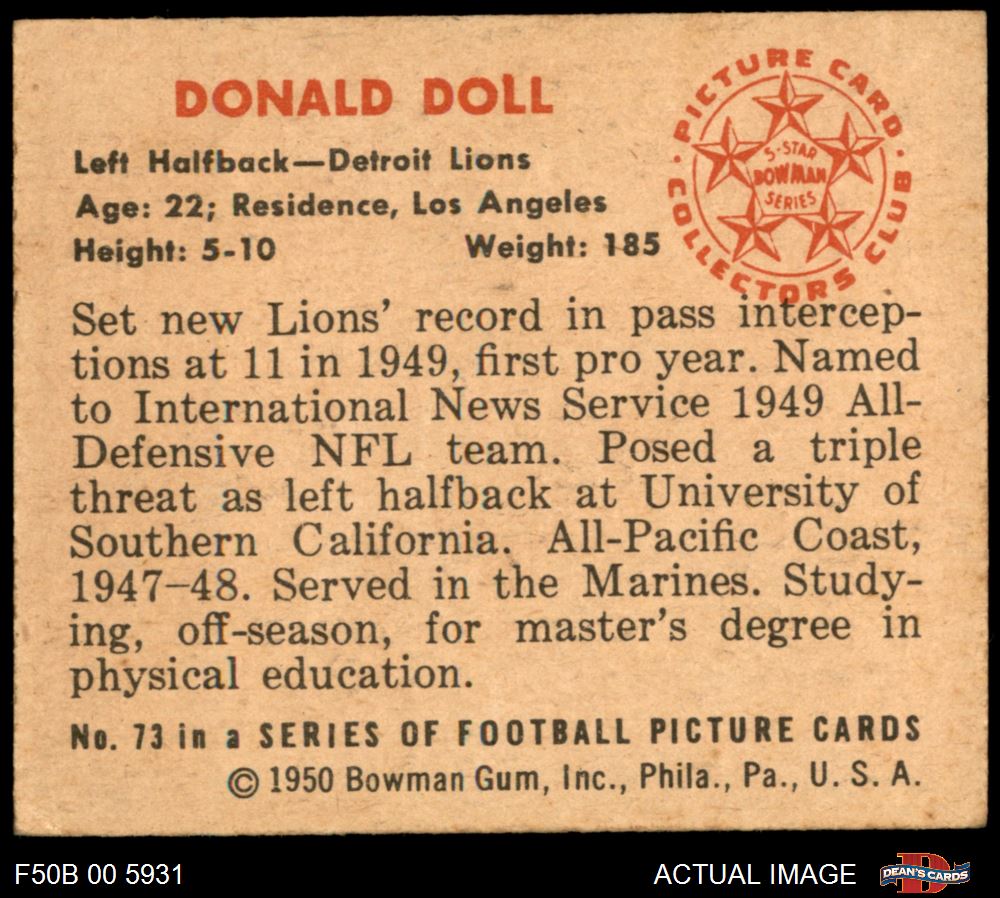 DONALD DOLL
Left Halfback—Detroit Lions
Age: 22; Residence, Los Angeles
Height: 5-10 Weight: 185
PICTURE CARD
COLLECTORS CLUB
5-STAR
BOWMAN
SERIES
Set new Lions' record in pass intercep-
tions at 11 in 1949, first pro year. Named
to International News Service 1949 All-
Defensive NFL team. Posed a triple
threat as left halfback at University of
Southern California. All-Pacific Coast,
1947–48. Served in the Marines. Study-
ing, off-season, for master's degree in
physical education.
No. 73 in a SERIES OF FOOTBALL PICTURE CARDS
© 1950 Bowman Gum, Inc., Phila., Pa., U. S. A.
F50B 00 5931
ACTUAL IMAGE
D
DEAN'S CARDS